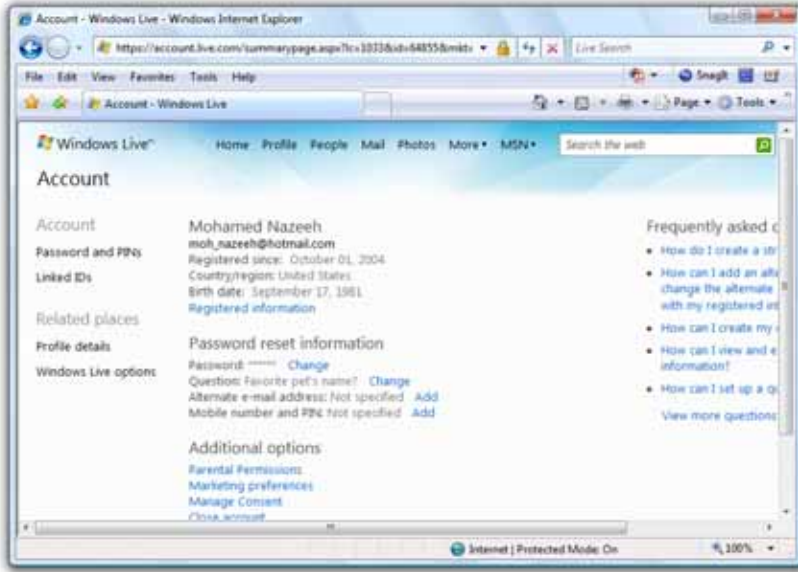 Account - Windows Live - Windows Internet Explorer
https://account.live.com/summarypage.aspx?lc=1033&id=64855&mkt=
Live Search
File Edit View Favorites Tools Help
SnagIt
Account - Windows Live
Page Tools
Windows Live™
Home Profile People Mail Photos More MSN
Search the web
Account
Account
Password and PINs
Linked IDs
Related places
Profile details
Windows Live options
Mohamed Nazeeh
moh_nazeeh@hotmail.com
Registered since: October 01, 2004
Country/region: United States
Birth date: September 17, 1981
Registered information
Password reset information
Password: ****** Change
Question: Favorite pet's name? Change
Alternate e-mail address: Not specified Add
Mobile number and PIN: Not specified Add
Additional options
Parental Permissions
Marketing preferences
Manage Consent
Close account
Frequently asked
How do I create a
How can I add an
change the alternate
with my registered
How can I create my
How can I view and
information?
How can I set up a
View more questions
Internet | Protected Mode: On
100%